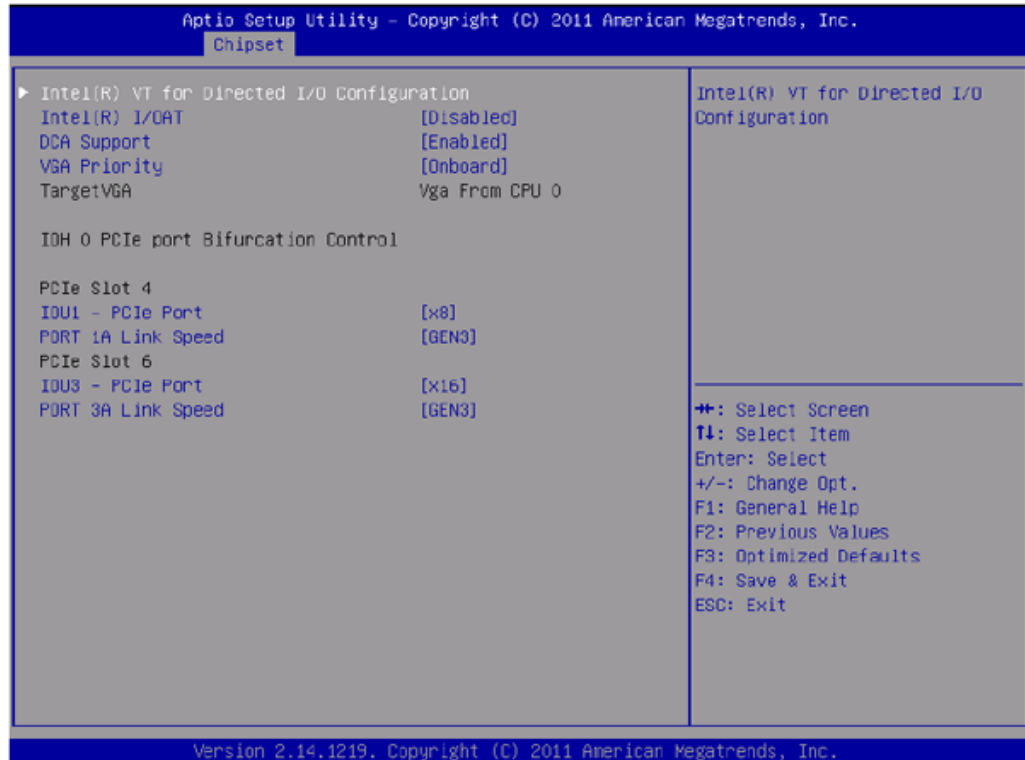 Aptio Setup Utility – Copyright (C) 2011 American Megatrends, Inc.
Chipset
Intel(R) VT for Directed I/O Configuration
Intel(R) I/OAT [Disabled]
DCA Support [Enabled]
VGA Priority [Onboard]
TargetVGA Vga From CPU 0
IOH 0 PCIe port Bifurcation Control
PCIe Slot 4
IOU1 - PCIe Port [x8]
PORT 1A Link Speed [GEN3]
PCIe Slot 6
IOU3 - PCIe Port [x16]
PORT 3A Link Speed [GEN3]
Intel(R) VT for Directed I/O
Configuration
→←: Select Screen
↑↓: Select Item
Enter: Select
+/-: Change Opt.
F1: General Help
F2: Previous Values
F3: Optimized Defaults
F4: Save & Exit
ESC: Exit
Version 2.14.1219. Copyright (C) 2011 American Megatrends, Inc.